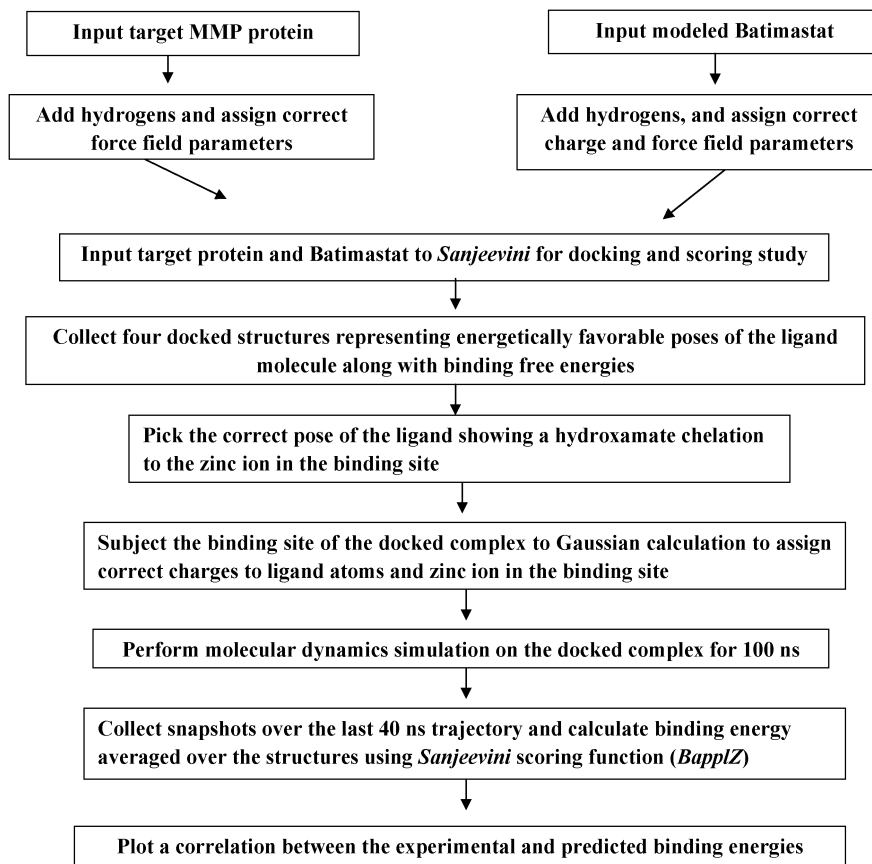 Input target MMP protein
Input modeled Batimastat
Add hydrogens and assign correct
force field parameters
Add hydrogens, and assign correct
charge and force field parameters
Input target protein and Batimastat to Sanjeevini for docking and scoring study
Collect four docked structures representing energetically favorable poses of the ligand
molecule along with binding free energies
Pick the correct pose of the ligand showing a hydroxamate chelation
to the zinc ion in the binding site
Subject the binding site of the docked complex to Gaussian calculation to assign
correct charges to ligand atoms and zinc ion in the binding site
Perform molecular dynamics simulation on the docked complex for 100 ns
Collect snapshots over the last 40 ns trajectory and calculate binding energy
averaged over the structures using Sanjeevini scoring function (BapplZ)
Plot a correlation between the experimental and predicted binding energies